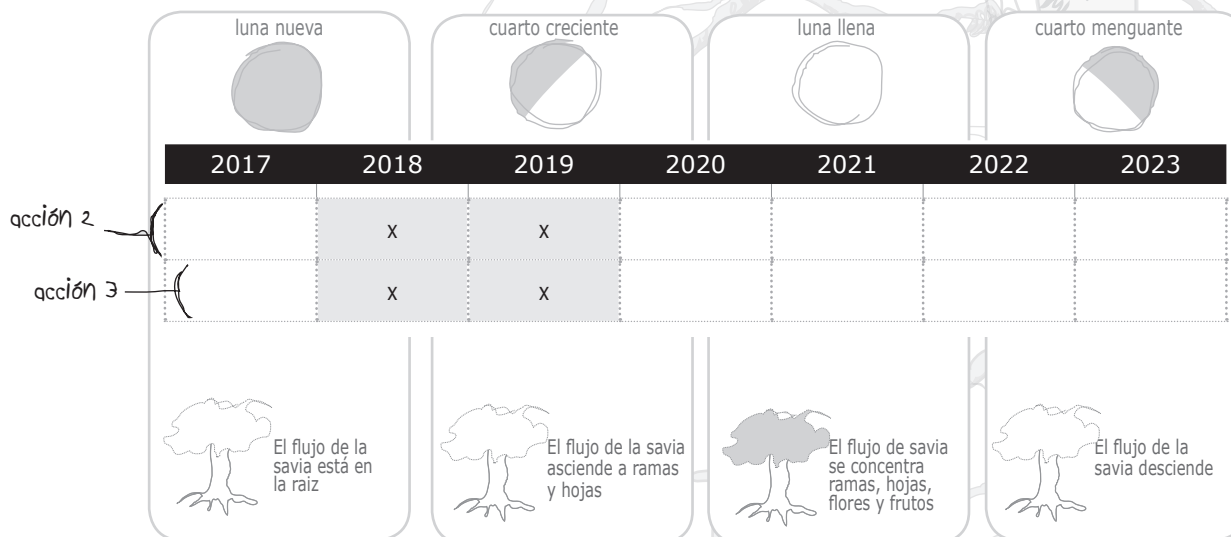 luna nueva
cuarto creciente
luna llena
cuarto menguante
2017 2018 2019 2020 2021 2022 2023
acción 2
x x
acción 3
x x
El flujo de la
savia está en
la raiz
El flujo de la savia
asciende a ramas
y hojas
El flujo de savia
se concentra
ramas, hojas,
flores y frutos
El flujo de la
savia desciende